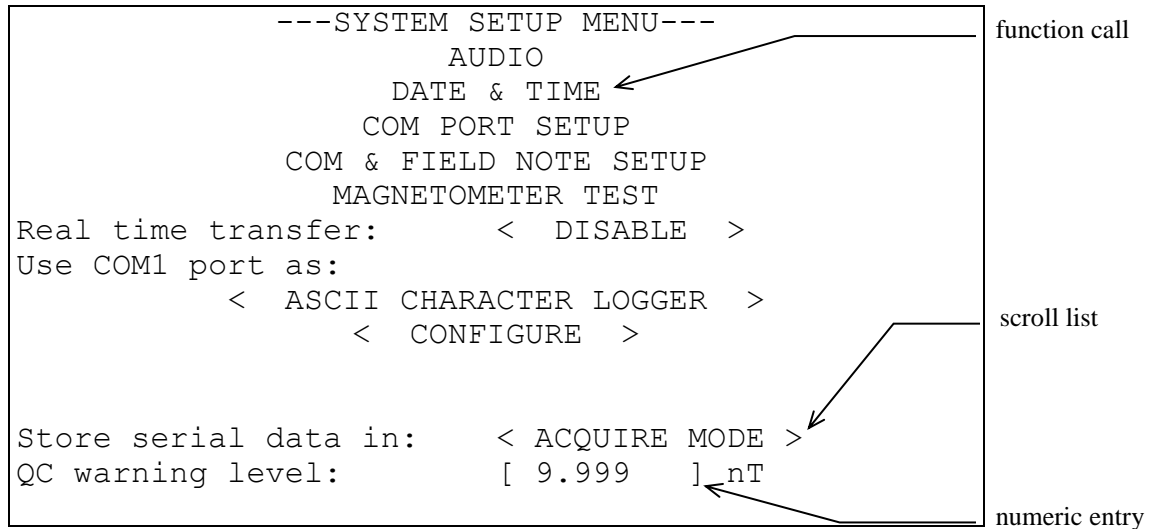 ---SYSTEM SETUP MENU---
function call
AUDIO
DATE & TIME
COM PORT SETUP
COM & FIELD NOTE SETUP
MAGNETOMETER TEST
Real time transfer: < DISABLE >
Use COM1 port as:
< ASCII CHARACTER LOGGER >
scroll list
< CONFIGURE >
Store serial data in: < ACQUIRE MODE >
QC warning level: [ 9.999 ] nT
numeric entry